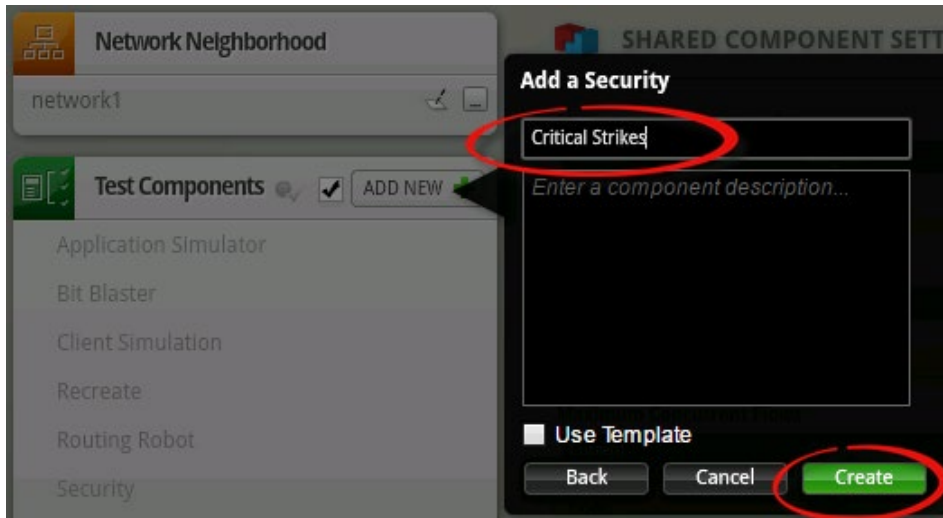 Network Neighborhood
network1
Test Components
ADD NEW
Application Simulator
Bit Blaster
Client Simulation
Recreate
Routing Robot
Security
SHARED COMPONENT SETT
Add a Security
Critical Strikes
Enter a component description...
Use Template
Back
Cancel
Create